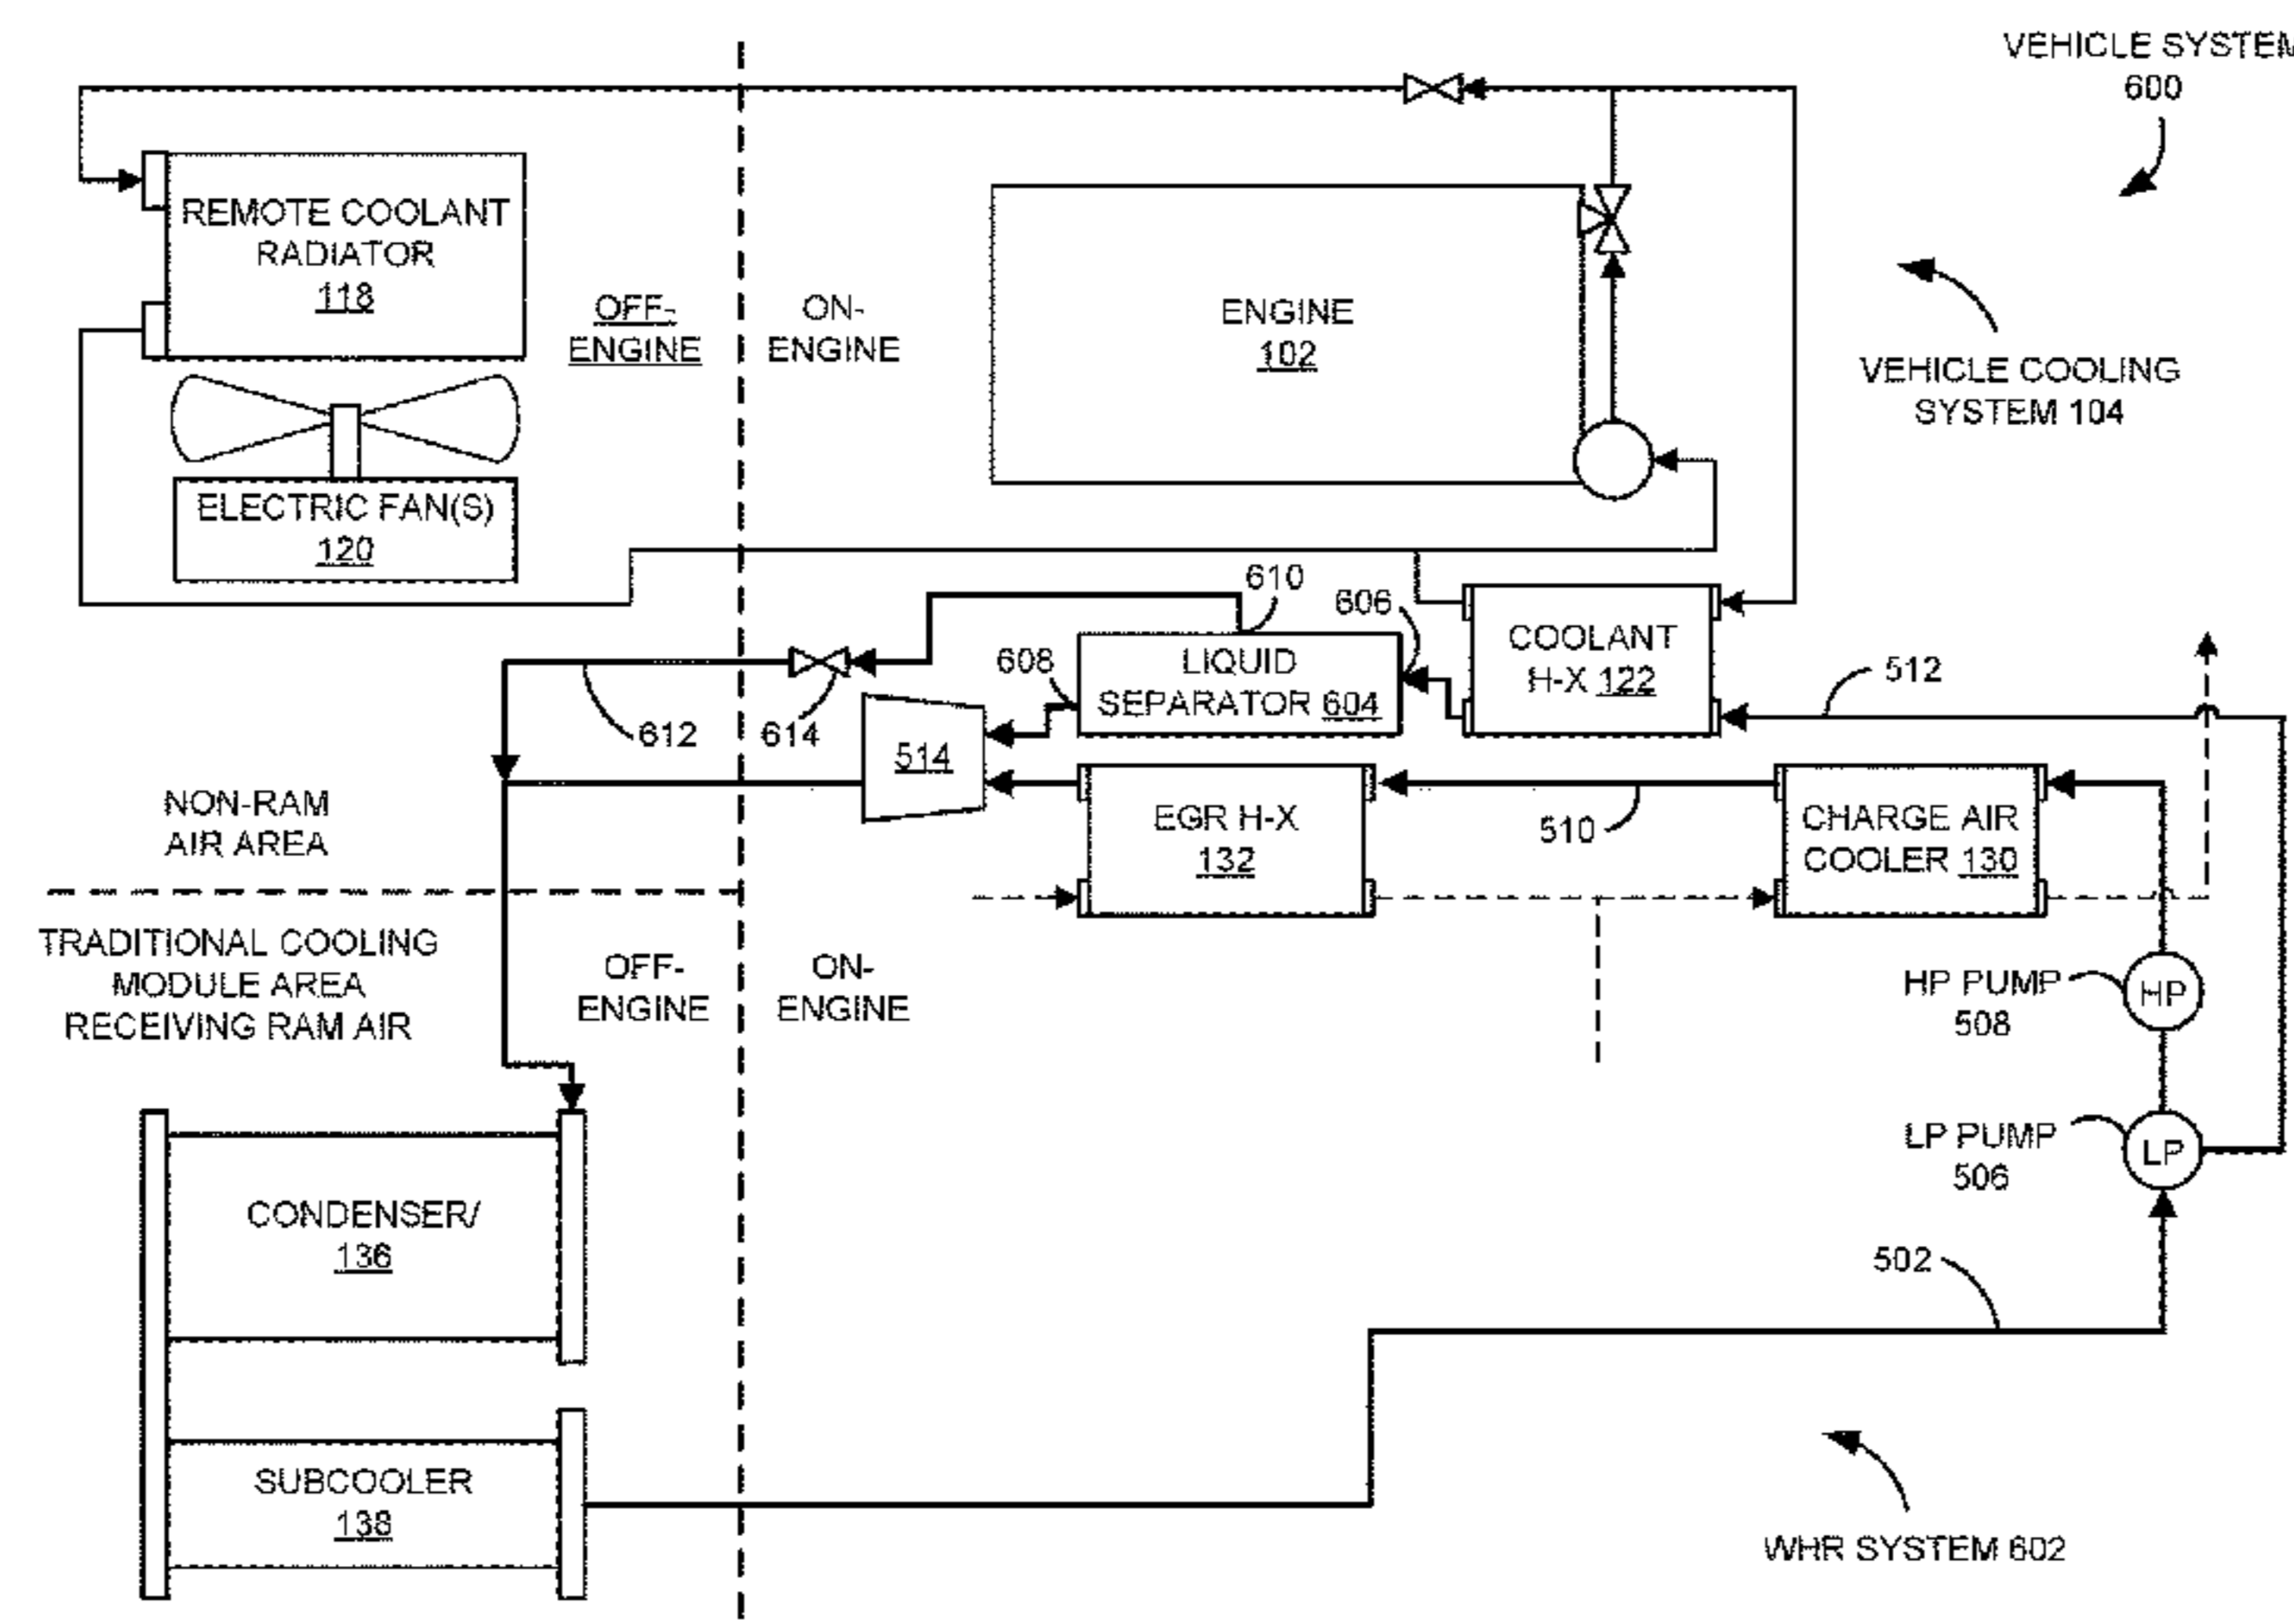 VEHICLE SYSTEM
600
REMOTE COOLANT
RADIATOR
118
OFF-
ENGINE
ON-
ENGINE
ENGINE
102
VEHICLE COOLING
SYSTEM 104
ELECTRIC FAN(S)
120
610
606
608
LIQUID
SEPARATOR 604
COOLANT
H-X 122
512
612
614
514
NON-RAM
AIR AREA
EGR H-X
132
510
CHARGE AIR
COOLER 130
TRADITIONAL COOLING
MODULE AREA
RECEIVING RAM AIR
OFF-
ENGINE
ON-
ENGINE
HP PUMP
508
HP
LP PUMP
506
LP
CONDENSER/
136
502
SUBCOOLER
138
WHR SYSTEM 602